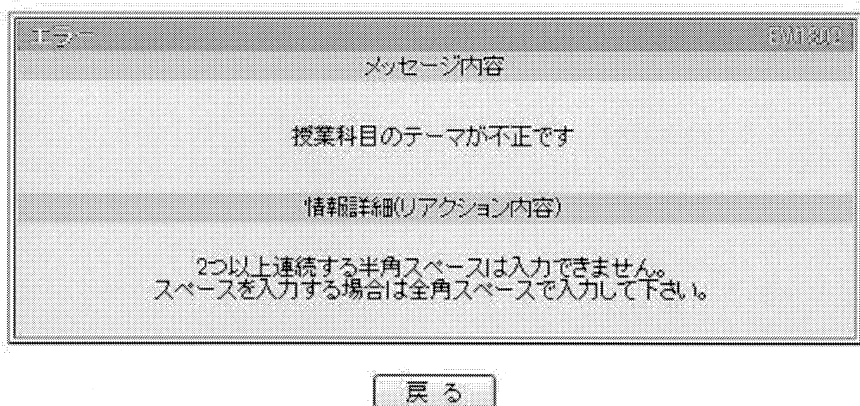 エラー
メッセージ内容
授業科目のテーマが不正です
情報詳細(リアクション内容)
2つ以上連続する半角スペースは入力できません。
スペースを入力する場合は全角スペースで入力して下さい。
戻る